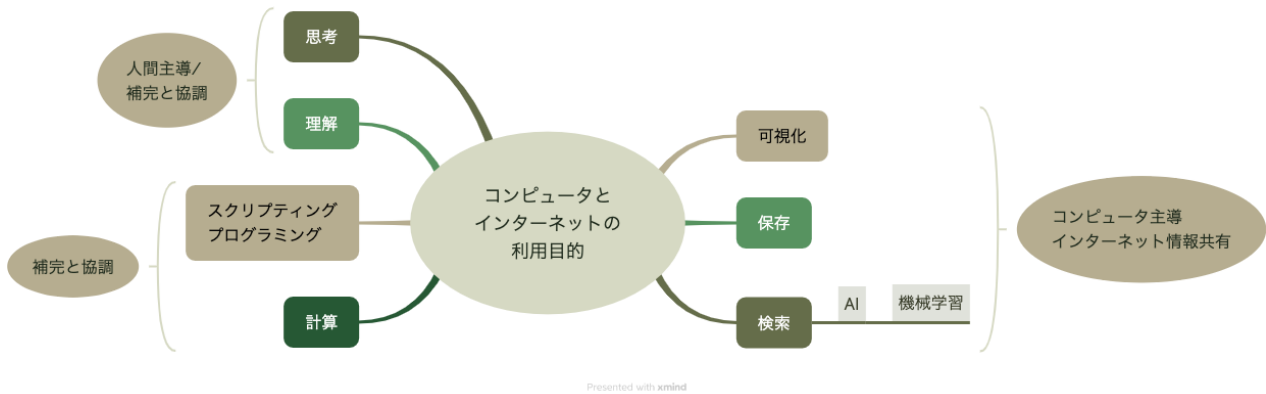 思考
人間主導/
補完と協調
理解
スクリプティング
プログラミング
補完と協調
計算
コンピュータと
インターネットの
利用目的
可視化
保存
検索
AI
機械学習
コンピュータ主導
インターネット情報共有
Presented with xmind